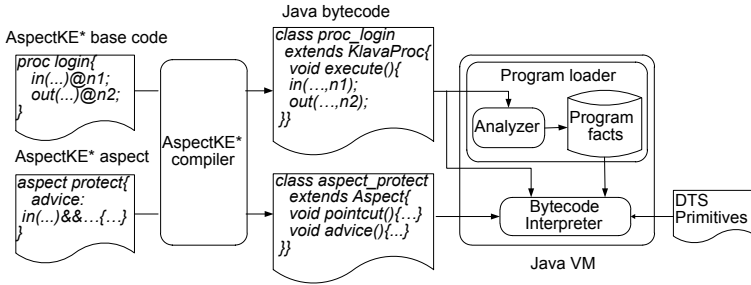 AspectKE* base code
proc login{
in(...)@n1;
out(...)@n2;
}
AspectKE* aspect
aspect protect{
advice:
in(...)&&...{...}
}
AspectKE*
compiler
Java bytecode
class proc_login
extends KlavaProc{
void execute(){
in(...,n1);
out(...,n2);
}}
class aspect_protect
extends Aspect{
void pointcut(){...}
void advice(){...}
}}
Program loader
Analyzer
Program
facts
Bytecode
Interpreter
Java VM
DTS
Primitives